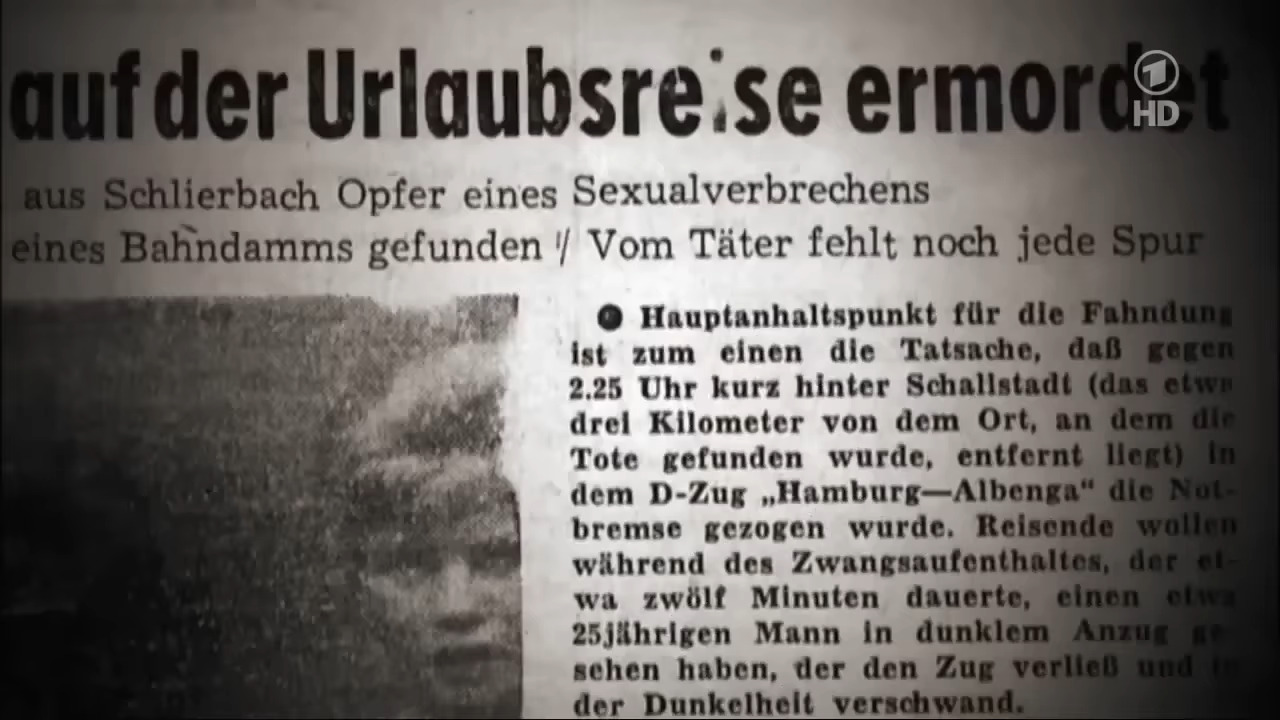 auf der Urlaubsreise ermordet
1
HD
aus Schlierbach Opfer eines Sexualverbrechens
eines Bahndamms gefunden // Vom Täter fehlt noch jede Spur
● Hauptanhaltspunkt für die Fahndung
ist zum einen die Tatsache, daß gegen
2.25 Uhr kurz hinter Schallstadt (das etwa
drei Kilometer von dem Ort, an dem die
Tote gefunden wurde, entfernt liegt) in
dem D-Zug „Hamburg—Albenga“ die Not-
bremse gezogen wurde. Reisende wollen
während des Zwangsaufenthaltes, der et-
wa zwölf Minuten dauerte, einen etwa
25jährigen Mann in dunklem Anzug ge-
sehen haben, der den Zug verließ und in
der Dunkelheit verschwand.